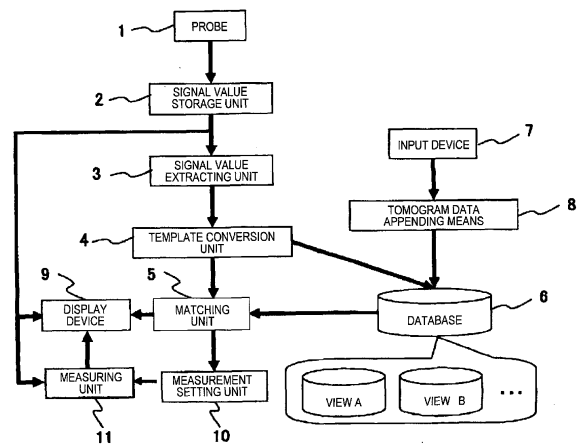 1
PROBE
2
SIGNAL VALUE
STORAGE UNIT
7
INPUT DEVICE
3
SIGNAL VALUE
EXTRACTING UNIT
8
TOMOGRAM DATA
APPENDING MEANS
4
TEMPLATE CONVERSION
UNIT
9
5
6
DISPLAY
DEVICE
MATCHING
UNIT
DATABASE
MEASURING
UNIT
MEASUREMENT
SETTING UNIT
VIEW A
VIEW B
...
11
10